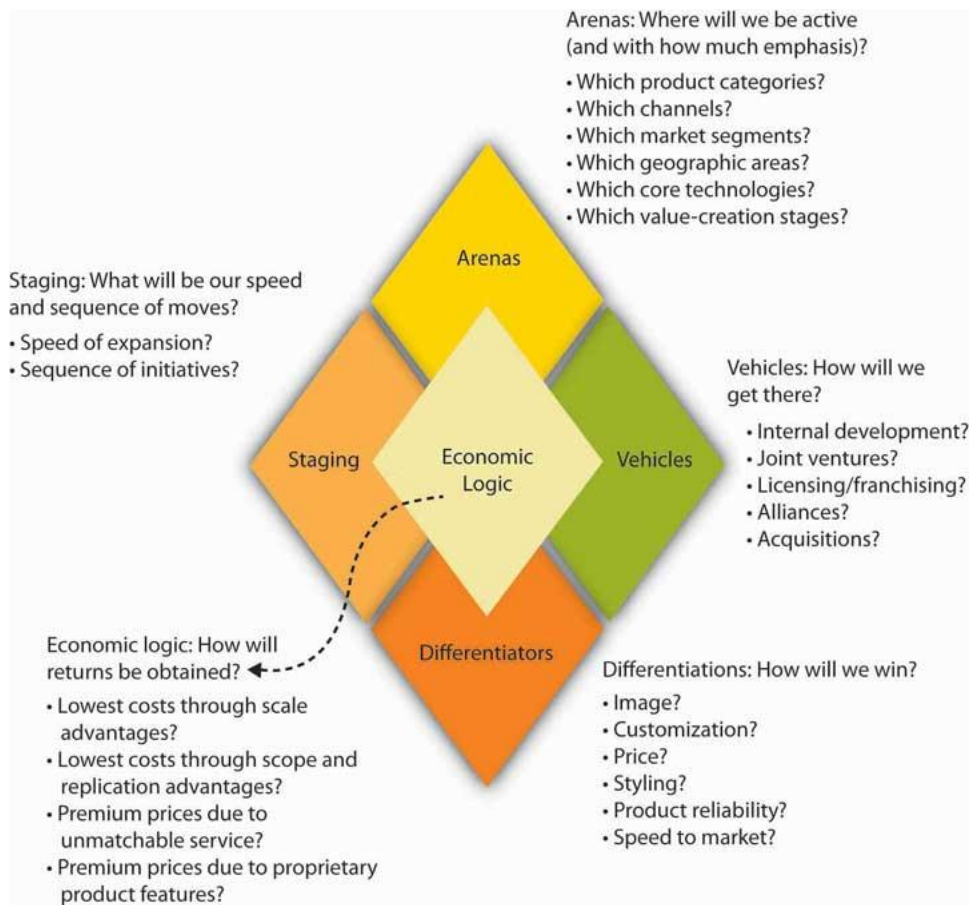 Arenas: Where will we be active
(and with how much emphasis)?
• Which product categories?
• Which channels?
• Which market segments?
• Which geographic areas?
• Which core technologies?
• Which value-creation stages?
Arenas
Staging: What will be our speed
and sequence of moves?
• Speed of expansion?
• Sequence of initiatives?
Vehicles: How will we
get there?
• Internal development?
• Joint ventures?
• Licensing/franchising?
• Alliances?
• Acquisitions?
Staging
Economic
Logic
Vehicles
Differentiators
Economic logic: How will
returns be obtained?
• Lowest costs through scale
advantages?
• Lowest costs through scope and
replication advantages?
• Premium prices due to
unmatchable service?
• Premium prices due to proprietary
product features?
Differentiations: How will we win?
• Image?
• Customization?
• Price?
• Styling?
• Product reliability?
• Speed to market?